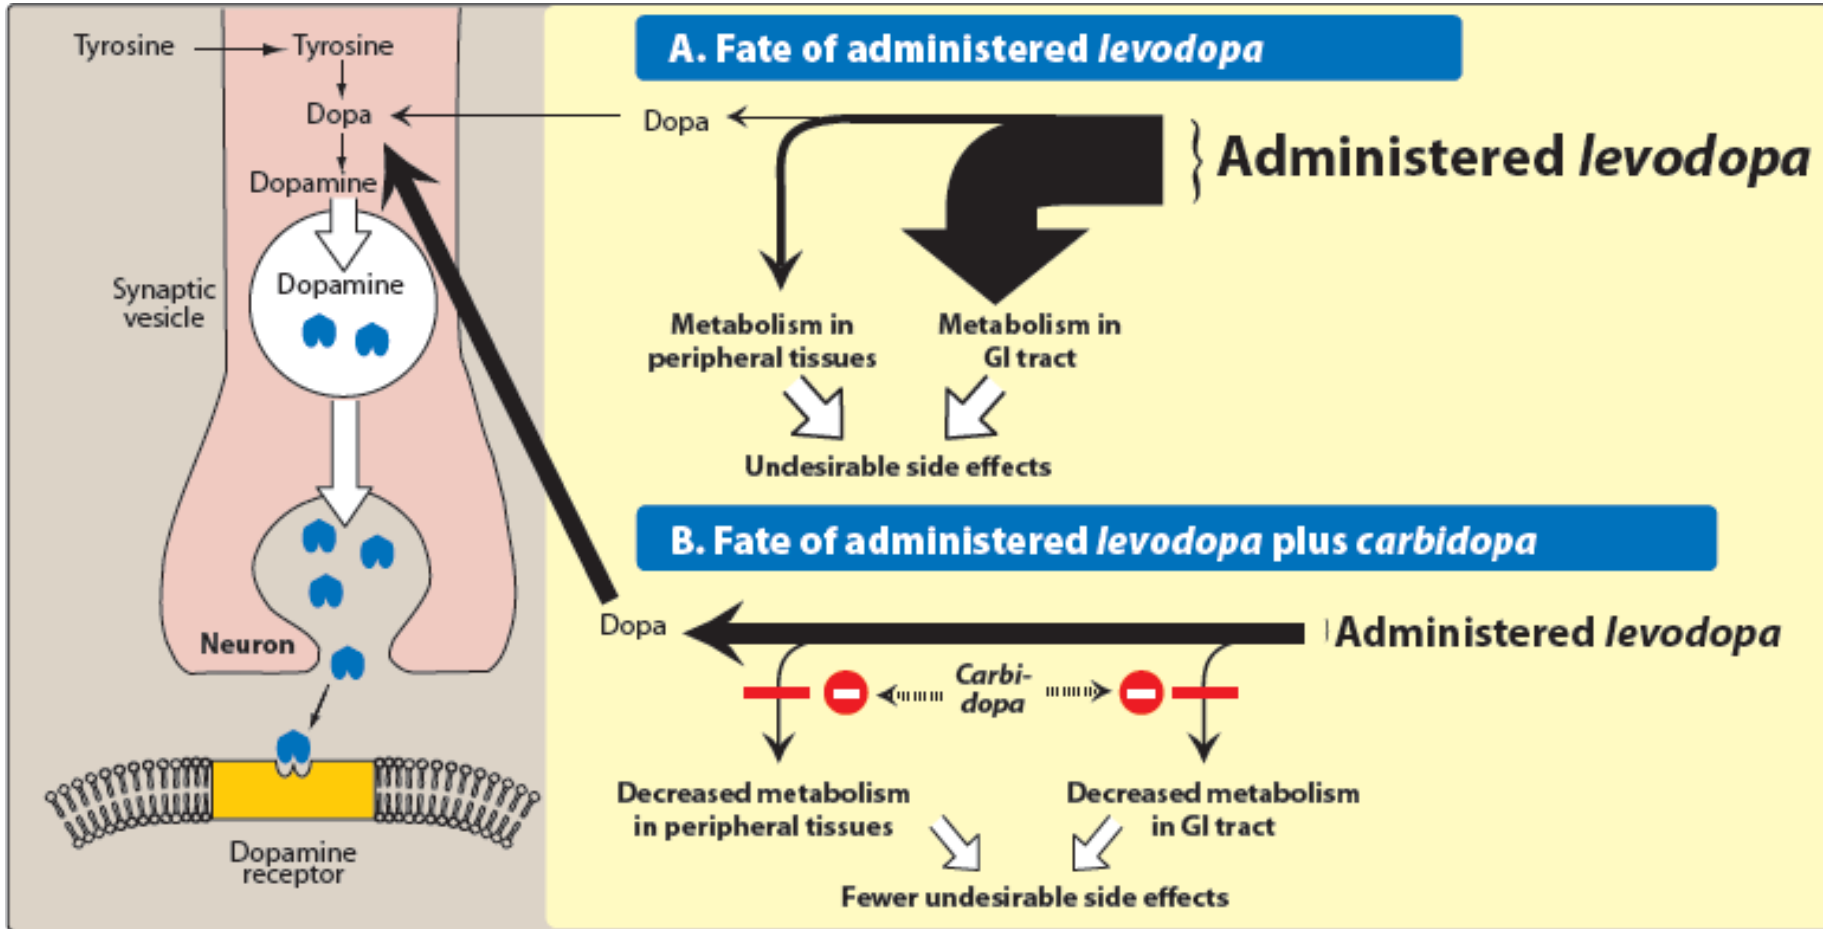 Tyrosine
Tyrosine
Dopa
Dopamine
Dopamine
Synaptic
vesicle
Neuron
Dopamine
receptor
A. Fate of administered levodopa
Dopa
Administered levodopa
Metabolism in
peripheral tissues
Metabolism in
GI tract
Undesirable side effects
B. Fate of administered levodopa plus carbidopa
Dopa
Administered levodopa
Carbi-
dopa
Decreased metabolism
in peripheral tissues
Decreased metabolism
in GI tract
Fewer undesirable side effects